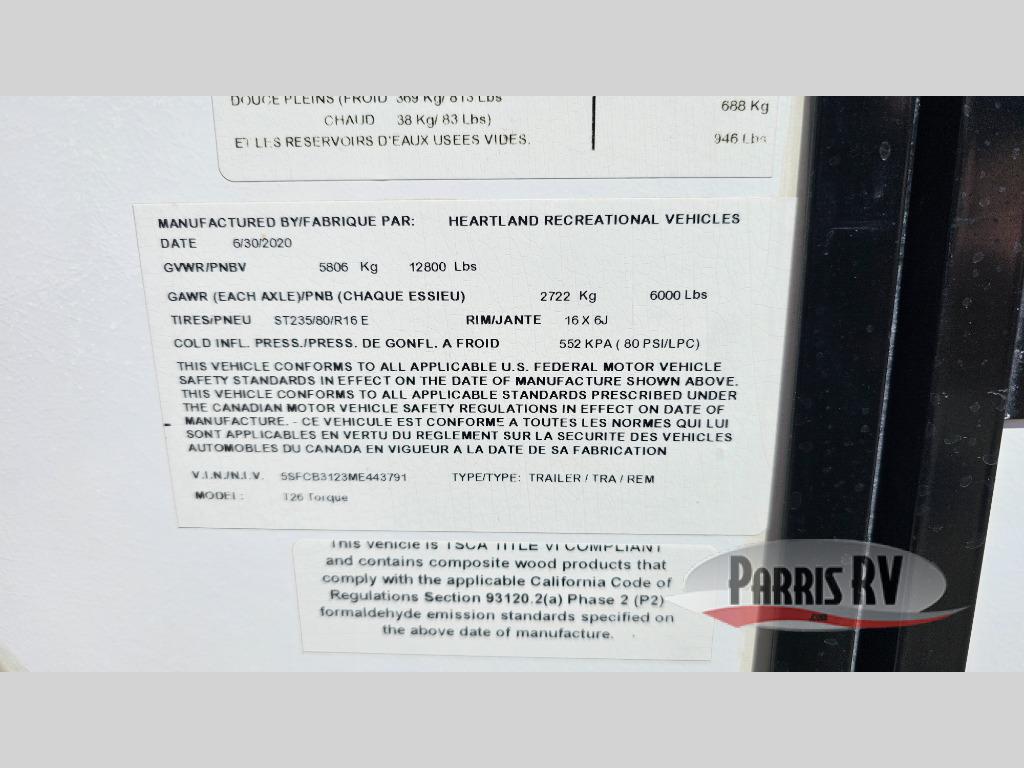 DOUCE PLEINS (FROID 369 Kg/ 813 Lbs
688 Kg
CHAUD 38 Kg/ 83 Lbs)
ET LES RESERVOIRS D'EAUX USEES VIDES.
946 Lbs
MANUFACTURED BY/FABRIQUE PAR: HEARTLAND RECREATIONAL VEHICLES
DATE 6/30/2020
GVWR/PNBV 5806 Kg 12800 Lbs
GAWR (EACH AXLE)/PNB (CHAQUE ESSIEU) 2722 Kg 6000 Lbs
TIRES/PNEU ST235/80/R16 E RIM/JANTE 16 X 6J
COLD INFL. PRESS./PRESS. DE GONFL. A FROID 552 KPA ( 80 PSI/LPC)
THIS VEHICLE CONFORMS TO ALL APPLICABLE U.S. FEDERAL MOTOR VEHICLE
SAFETY STANDARDS IN EFFECT ON THE DATE OF MANUFACTURE SHOWN ABOVE.
THIS VEHICLE CONFORMS TO ALL APPLICABLE STANDARDS PRESCRIBED UNDER
THE CANADIAN MOTOR VEHICLE SAFETY REGULATIONS IN EFFECT ON DATE OF
MANUFACTURE. - CE VEHICULE EST CONFORME A TOUTES LES NORMES QUI LUI
SONT APPLICABLES EN VERTU DU REGLEMENT SUR LA SECURITE DES VEHICLES
AUTOMOBILES DU CANADA EN VIGUEUR A LA DATE DE SA FABRICATION
V.I.N./N.I.V. 5SFCB3123ME443791 TYPE/TYPE: TRAILER / TRA / REM
MODEL: T26 Torque
This vehicle is TSCA TITLE VI COMPLIANT
and contains composite wood products that
comply with the applicable California Code of
Regulations Section 93120.2(a) Phase 2 (P2)
formaldehyde emission standards specified on
the above date of manufacture.
PARRIS RV
.com